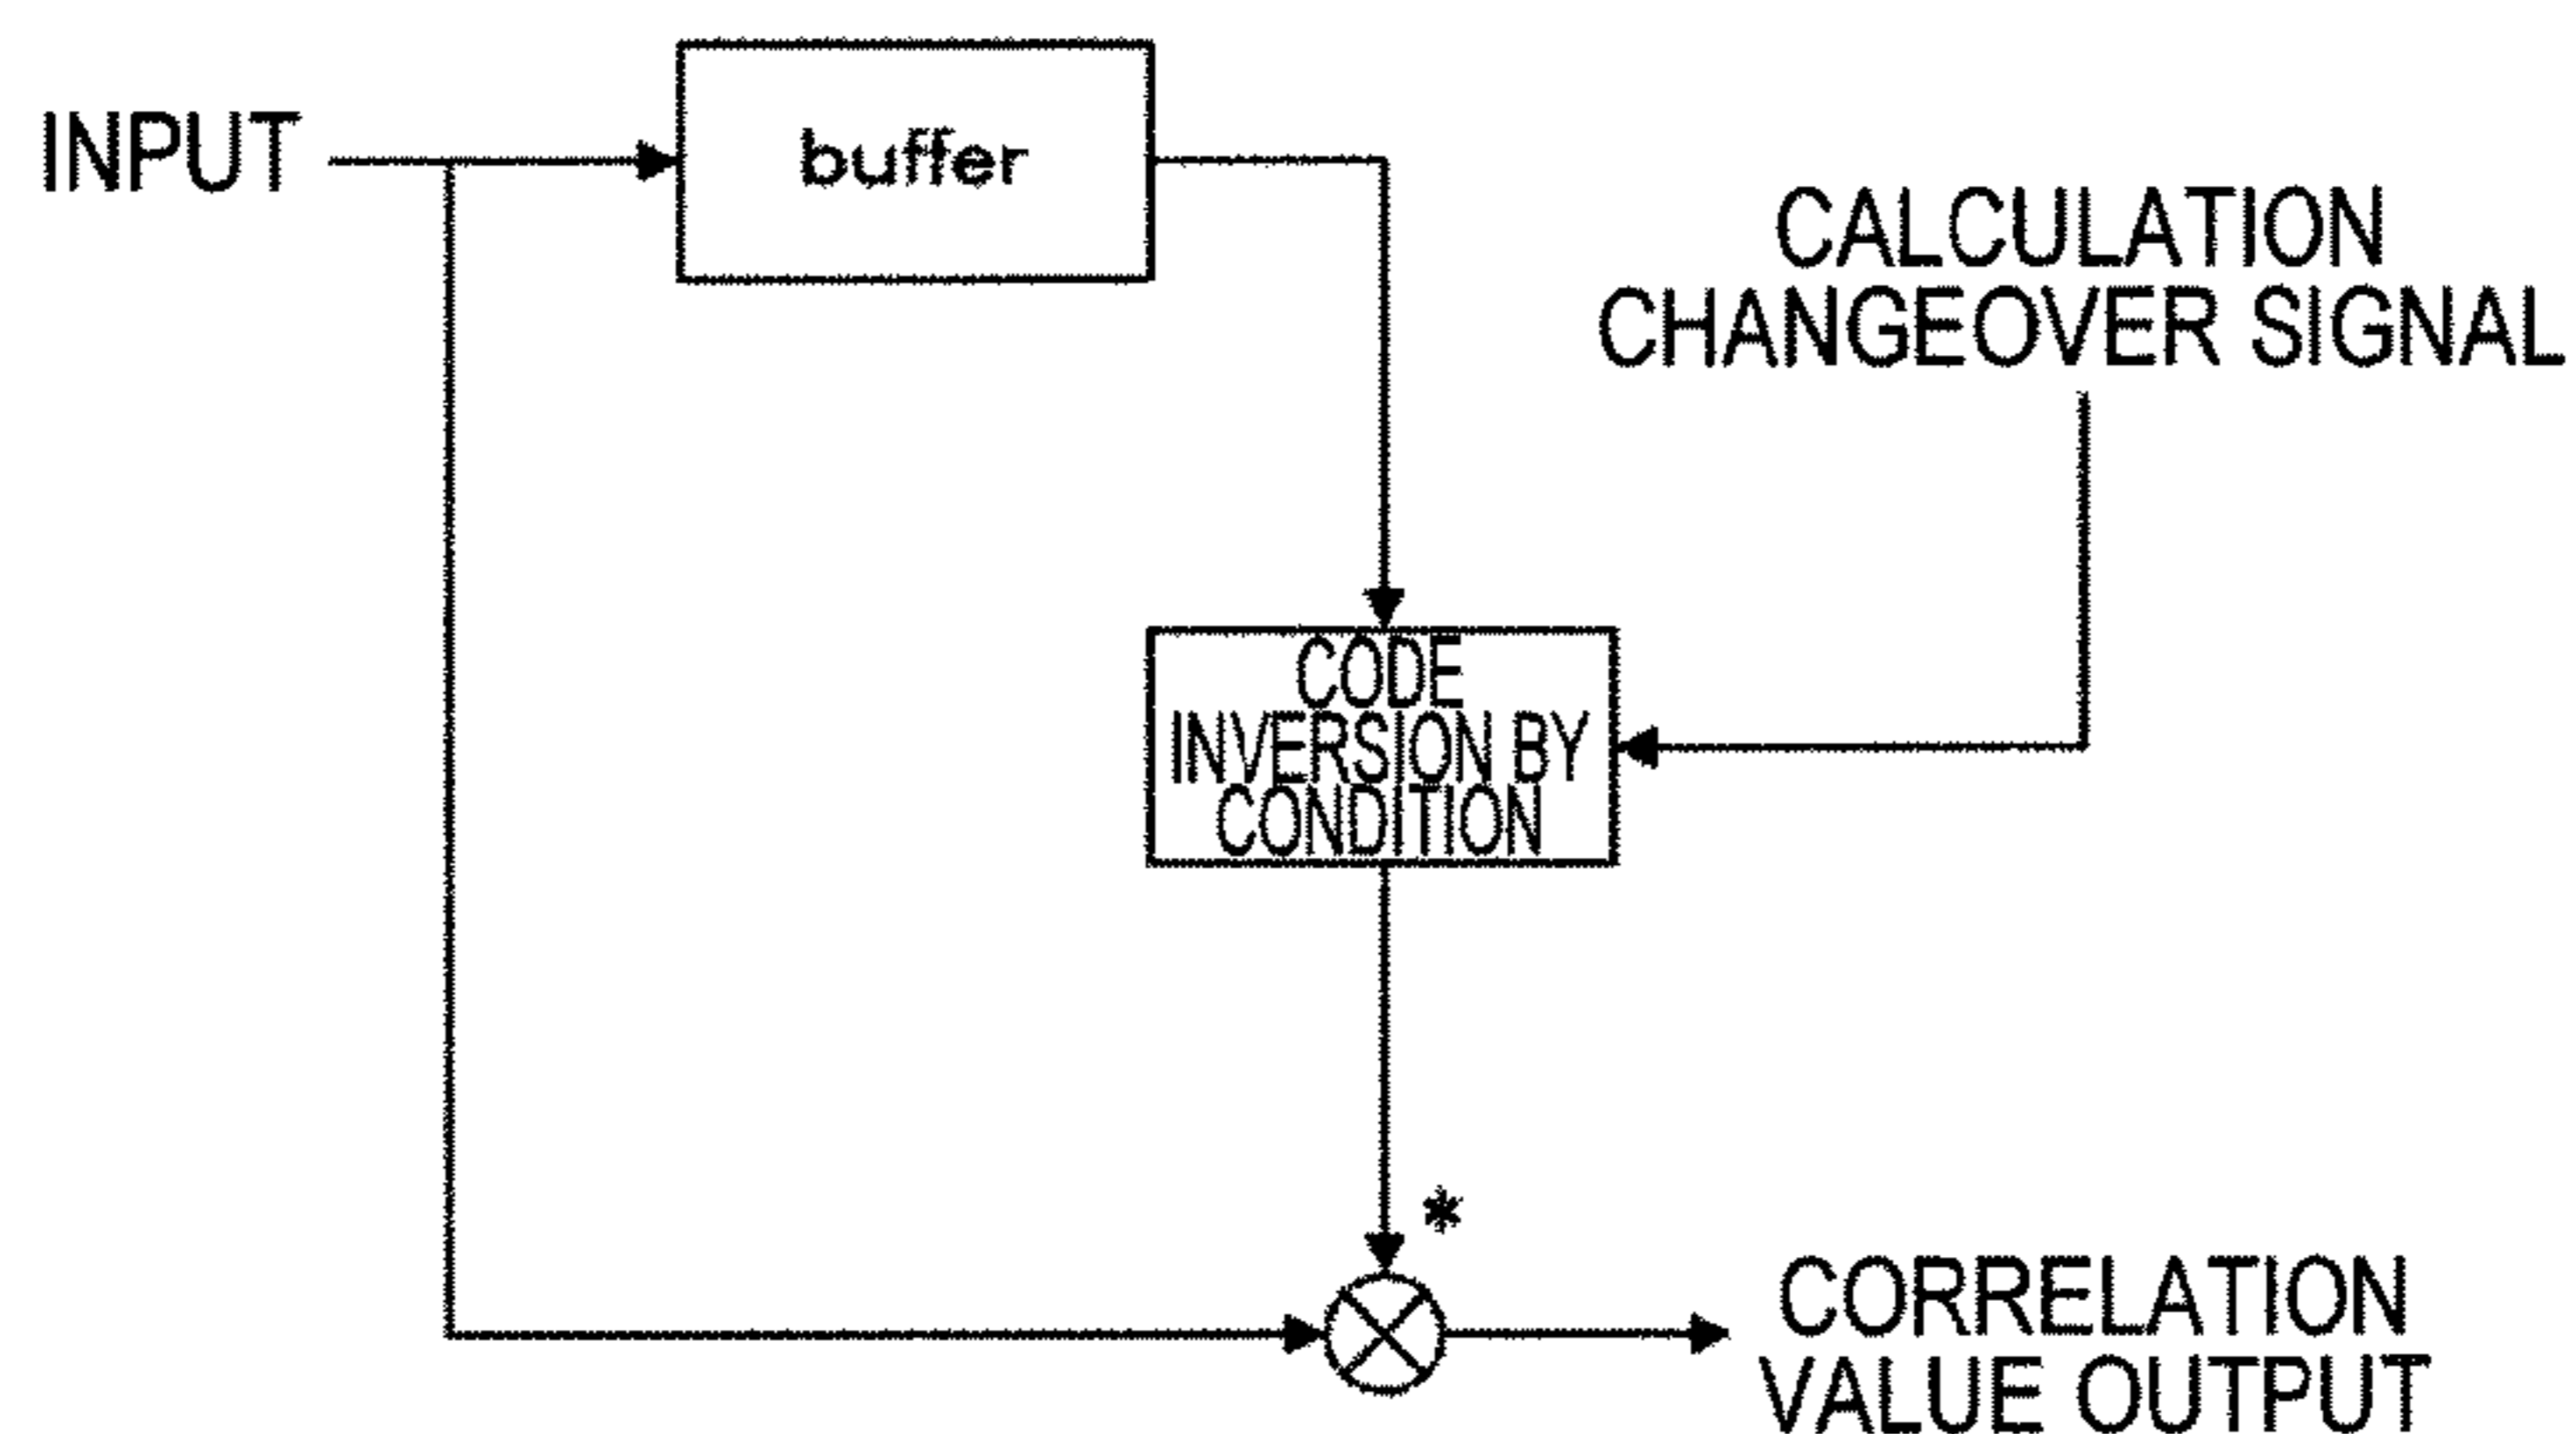 INPUT
buffer
CALCULATION
CHANGEOVER SIGNAL
CODE
INVERSION BY
CONDITION
*
CORRELATION
VALUE OUTPUT